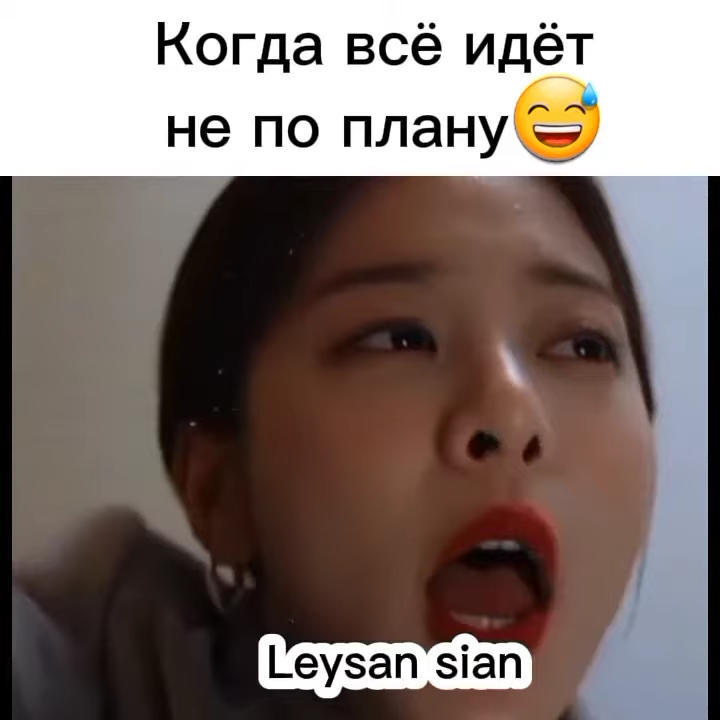 Когда всё идёт
не по плану😅
Leysan sian